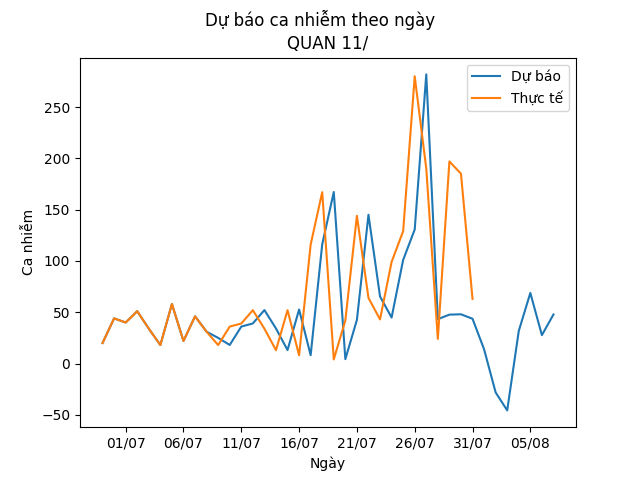 Dự báo ca nhiễm theo ngày
QUAN 11/
Dự báo
Thực tế
Ca nhiễm
250
200
150
100
50
0
−50
01/07 06/07 11/07 16/07 21/07 26/07 31/07 05/08
Ngày